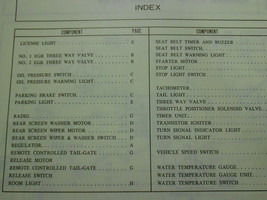 INDEX
COMPONENT PAGE
LICENSE LIGHT E
NO. 1 EGR THREE WAY VALVE B
NO. 2 EGR THREE WAY VALVE B
OIL PRESSURE SWITCH C
OIL PRESSURE WARNING LIGHT C
PARKING BRAKE SWITCH C
PARKING LIGHT E
RADIO G
REAR SCREEN WASHER MOTOR D
REAR SCREEN WIPER MOTOR D
REAR SCREEN WIPER & WASHER SWITCH D
REGULATOR A
REMOTE CONTROLLED TAIL-GATE G
RELEASE MOTOR
REMOTE CONTROLLED TAIL-GATE G
RELEASE SWITCH
ROOM LIGHT H
COMPONENT
SEAT BELT TIMER AND BUZZER
SEAT BELT SWITCH
SEAT BELT WARNING LIGHT
STARTER MOTOR
STOP LIGHT
STOP LIGHT SWITCH
TACHOMETER
TAIL LIGHT
THREE WAY VALVE
THROTTLE POSITIONER SOLENOID VALVE
TIMER UNIT
TRANSISTOR IGNITER
TURN SIGNAL INDICATOR LIGHT
TURN SIGNAL LIGHT
VEHICLE SPEED SWITCH
WATER TEMPERATURE GAUGE
WATER TEMPERATURE GAUGE UNIT
WATER TEMPERATURE SWITCH